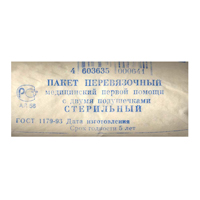 4 603635 000041
ПАКЕТ ПЕРЕВЯЗОЧНЫЙ
медицинский первой помощи
с двумя подушечками
СТЕРИЛЬНЫЙ
ГОСТ 1179-93 Дата изготовления
Срок годности 5 лет